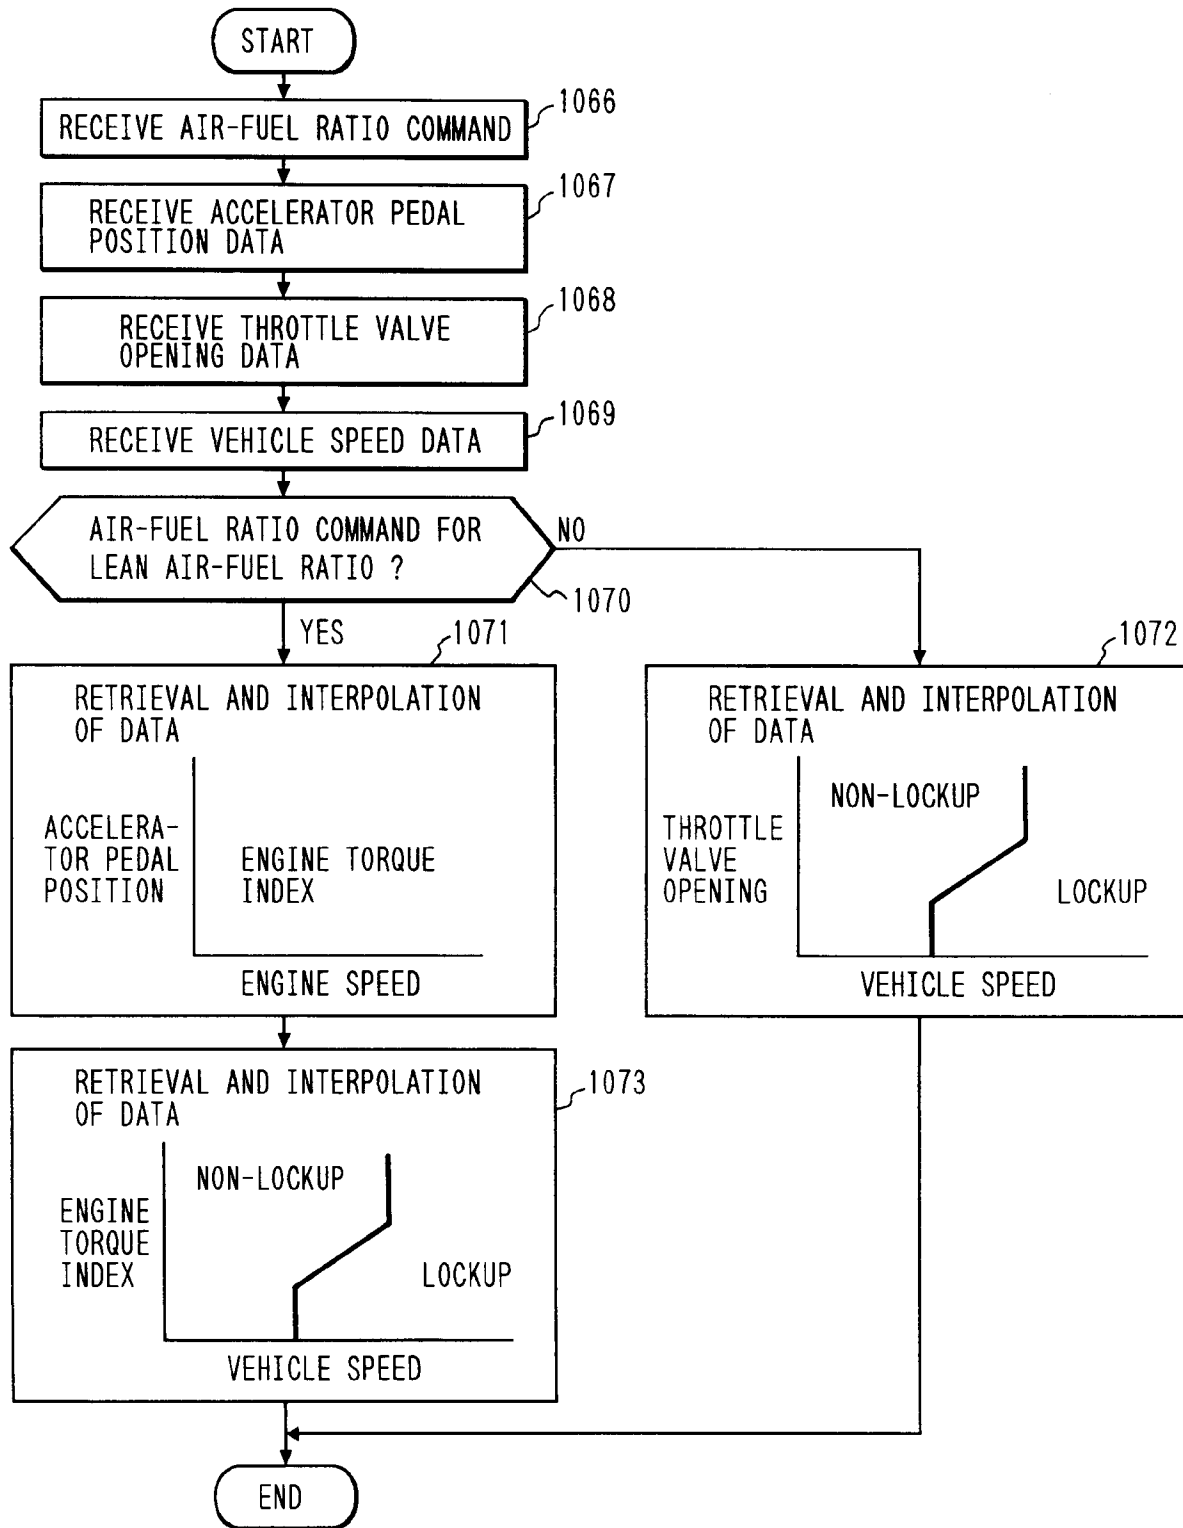 START
1066
RECEIVE AIR-FUEL RATIO COMMAND
1067
RECEIVE ACCELERATOR PEDAL
POSITION DATA
1068
RECEIVE THROTTLE VALVE
OPENING DATA
1069
RECEIVE VEHICLE SPEED DATA
AIR-FUEL RATIO COMMAND FOR
LEAN AIR-FUEL RATIO ?
NO
1070
YES
1071
RETRIEVAL AND INTERPOLATION
OF DATA
ACCELERA-
TOR PEDAL
POSITION
ENGINE TORQUE
INDEX
ENGINE SPEED
1072
RETRIEVAL AND INTERPOLATION
OF DATA
NON-LOCKUP
THROTTLE
VALVE
OPENING
LOCKUP
VEHICLE SPEED
1073
RETRIEVAL AND INTERPOLATION
OF DATA
NON-LOCKUP
ENGINE
TORQUE
INDEX
LOCKUP
VEHICLE SPEED
END